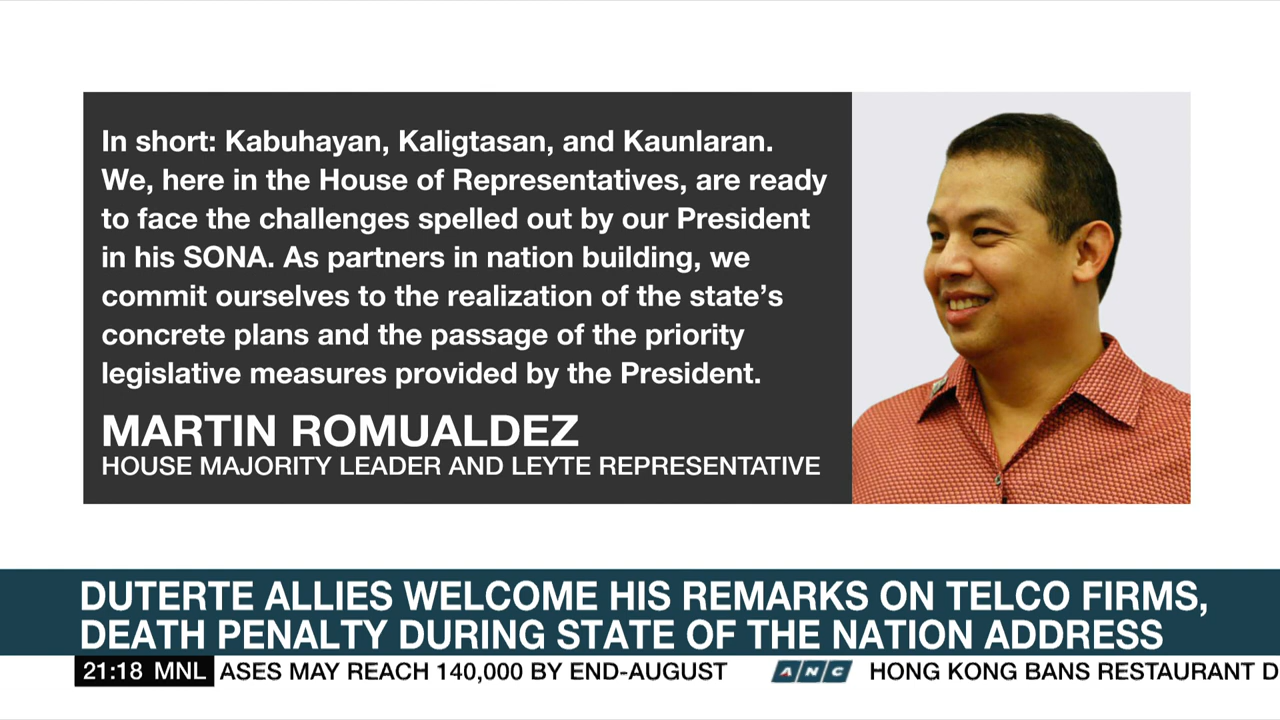 In short: Kabuhayan, Kaligtasan, and Kaunlaran.
We, here in the House of Representatives, are ready
to face the challenges spelled out by our President
in his SONA. As partners in nation building, we
commit ourselves to the realization of the state’s
concrete plans and the passage of the priority
legislative measures provided by the President.
MARTIN ROMUALDEZ
HOUSE MAJORITY LEADER AND LEYTE REPRESENTATIVE
DUTERTE ALLIES WELCOME HIS REMARKS ON TELCO FIRMS,
DEATH PENALTY DURING STATE OF THE NATION ADDRESS
21:18 MNL ASES MAY REACH 140,000 BY END-AUGUST ANC HONG KONG BANS RESTAURANT D